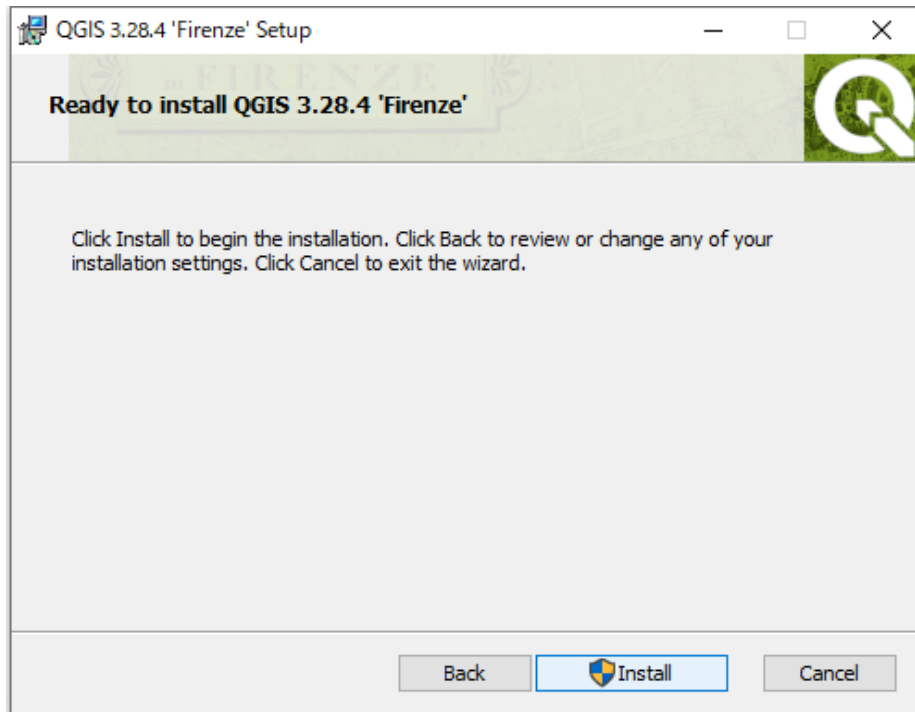 QGIS 3.28.4 'Firenze' Setup
DI FIRENZE
Ready to install QGIS 3.28.4 'Firenze'
Click Install to begin the installation. Click Back to review or change any of your
installation settings. Click Cancel to exit the wizard.
Back
Install
Cancel